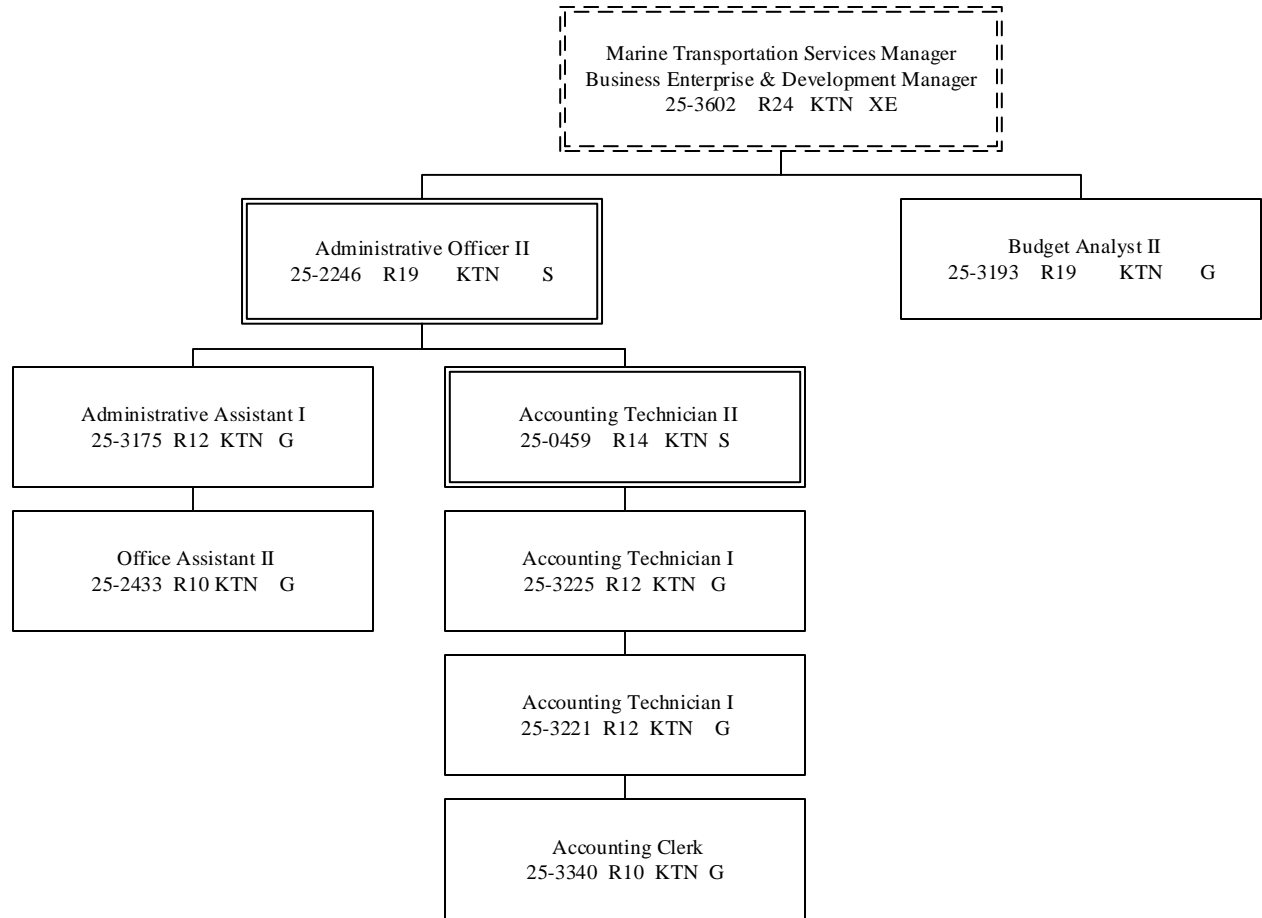 Marine Transportation Services Manager
Business Enterprise & Development Manager
25-3602 R24 KTN XE
Administrative Officer II
25-2246 R19 KTN S
Budget Analyst II
25-3193 R19 KTN G
Administrative Assistant I
25-3175 R12 KTN G
Accounting Technician II
25-0459 R14 KTN S
Office Assistant II
25-2433 R10 KTN G
Accounting Technician I
25-3225 R12 KTN G
Accounting Technician I
25-3221 R12 KTN G
Accounting Clerk
25-3340 R10 KTN G